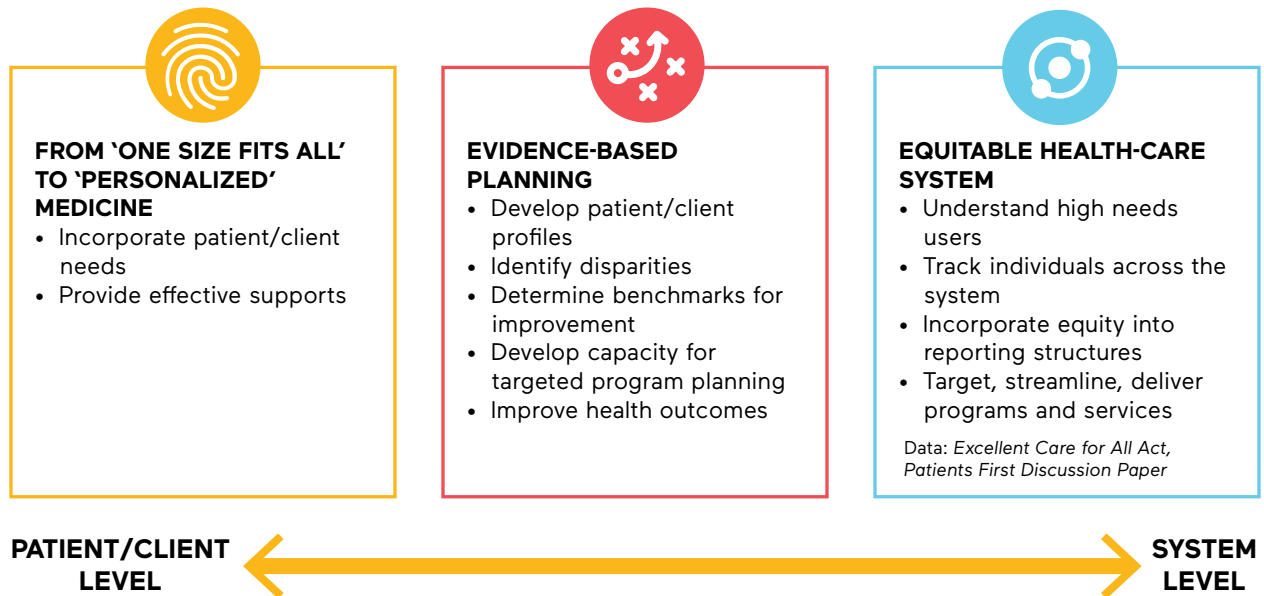 FROM ‘ONE SIZE FITS ALL’
TO ‘PERSONALIZED’
MEDICINE
• Incorporate patient/client
needs
• Provide effective supports
EVIDENCE-BASED
PLANNING
• Develop patient/client
profiles
• Identify disparities
• Determine benchmarks for
improvement
• Develop capacity for
targeted program planning
• Improve health outcomes
EQUITABLE HEALTH-CARE
SYSTEM
• Understand high needs
users
• Track individuals across the
system
• Incorporate equity into
reporting structures
• Target, streamline, deliver
programs and services
Data: Excellent Care for All Act,
Patients First Discussion Paper
PATIENT/CLIENT
LEVEL
SYSTEM
LEVEL